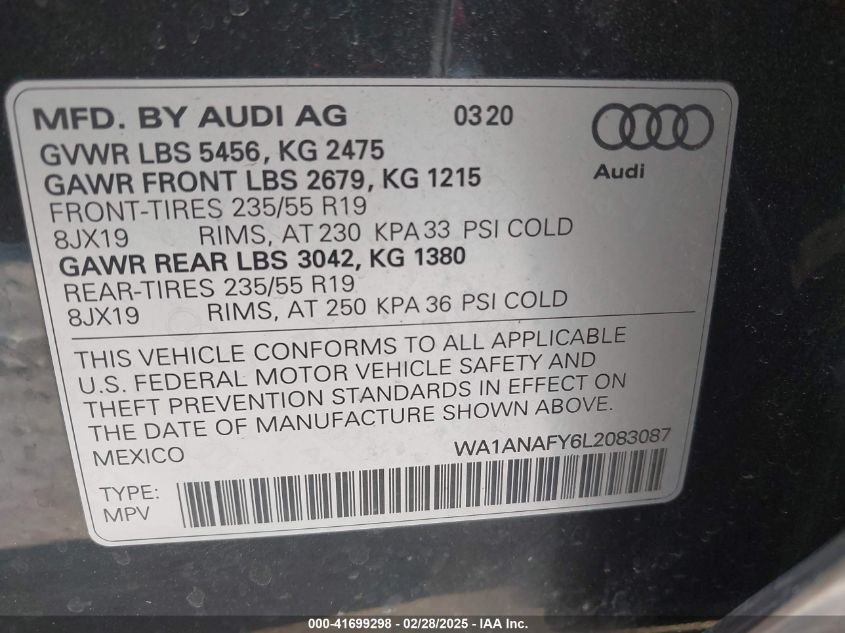 MFD. BY AUDI AG 0320
GVWR LBS 5456, KG 2475
GAWR FRONT LBS 2679, KG 1215
Audi
FRONT-TIRES 235/55 R19
8JX19 RIMS, AT 230 KPA 33 PSI COLD
GAWR REAR LBS 3042, KG 1380
REAR-TIRES 235/55 R19
8JX19 RIMS, AT 250 KPA 36 PSI COLD
THIS VEHICLE CONFORMS TO ALL APPLICABLE
U.S. FEDERAL MOTOR VEHICLE SAFETY AND
THEFT PREVENTION STANDARDS IN EFFECT ON
THE DATE OF MANUFACTURE SHOWN ABOVE.
MEXICO WA1ANAFY6L2083087
TYPE:
MPV
000-41699298 - 02/28/2025 - IAA Inc.